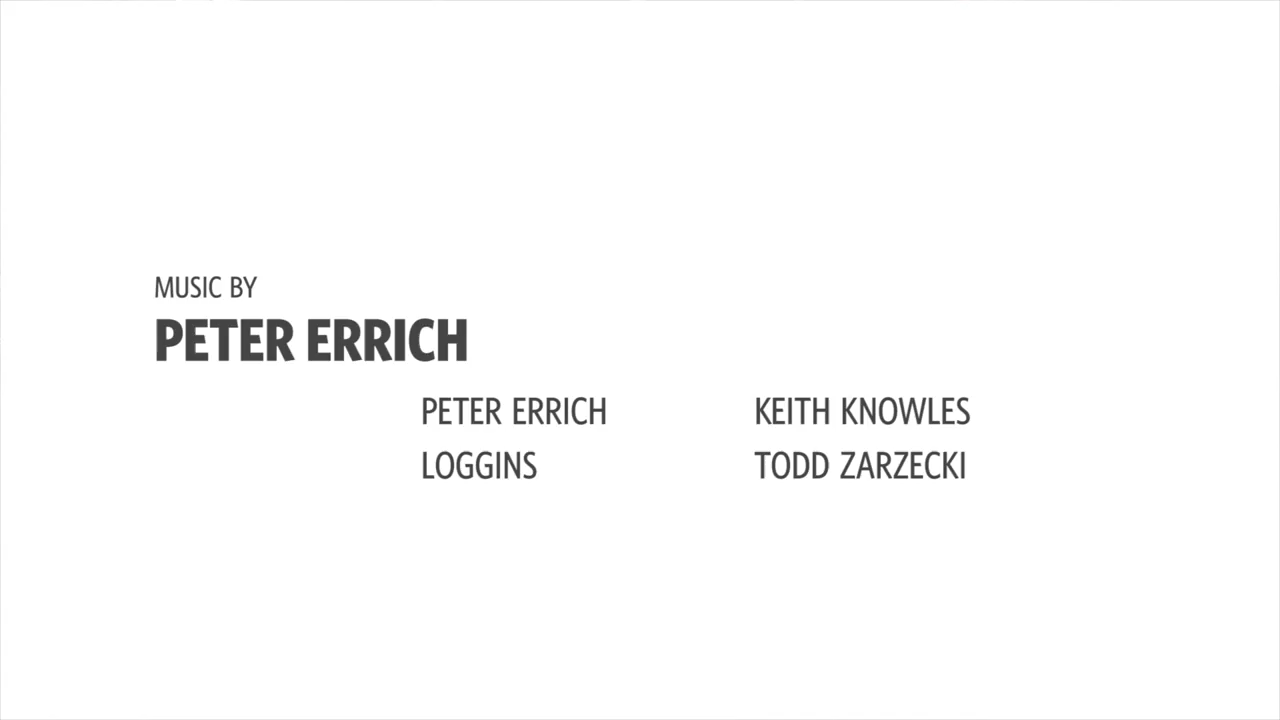 MUSIC BY
PETER ERRICH
PETER ERRICH KEITH KNOWLES
LOGGINS TODD ZARZECKI